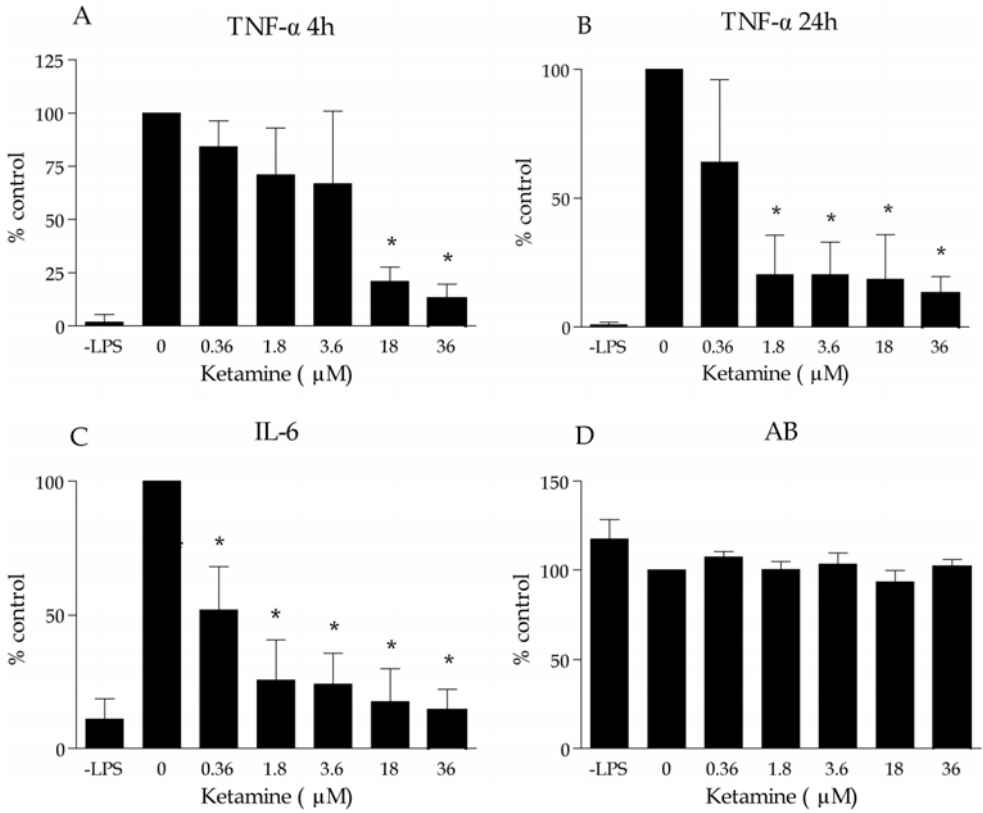 A
TNF-α 4h
% control
125
100
75
50
25
0
*
*
-LPS 0 0.36 1.8 3.6 18 36
Ketamine ( µM)
B
TNF-α 24h
% control
100
50
0
*
*
*
*
-LPS 0 0.36 1.8 3.6 18 36
Ketamine ( µM)
C
IL-6
% control
100
50
0
*
*
*
*
*
-LPS 0 0.36 1.8 3.6 18 36
Ketamine ( µM)
D
AB
% control
150
100
50
0
-LPS 0 0.36 1.8 3.6 18 36
Ketamine ( µM)